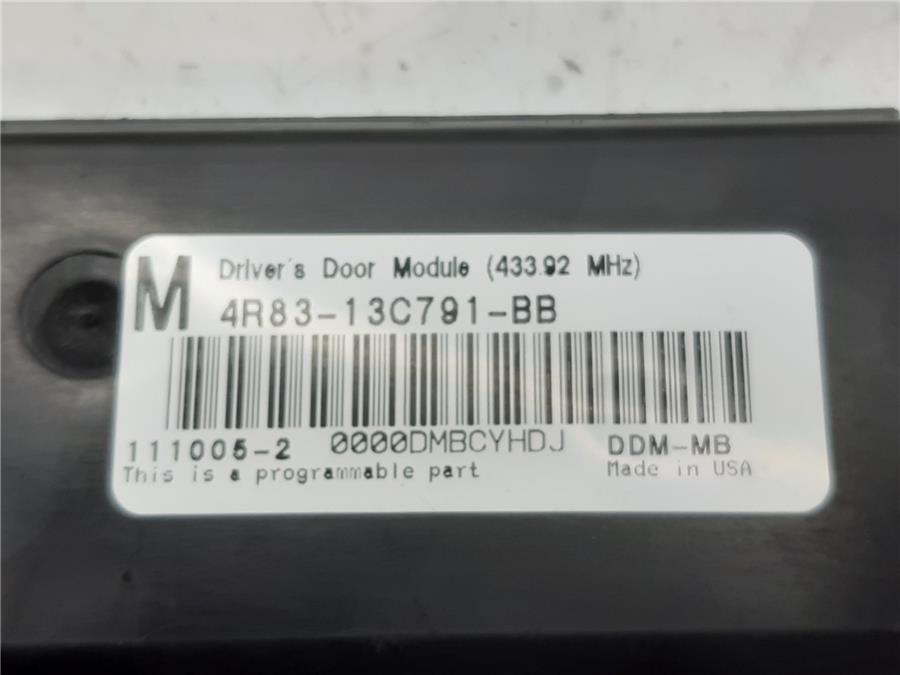 M
Driver's Door Module (433.92 MHz)
4R83-13C791-BB
111005-2 0000DMBCYHDJ DDM-MB
This is a programmable part Made in USA